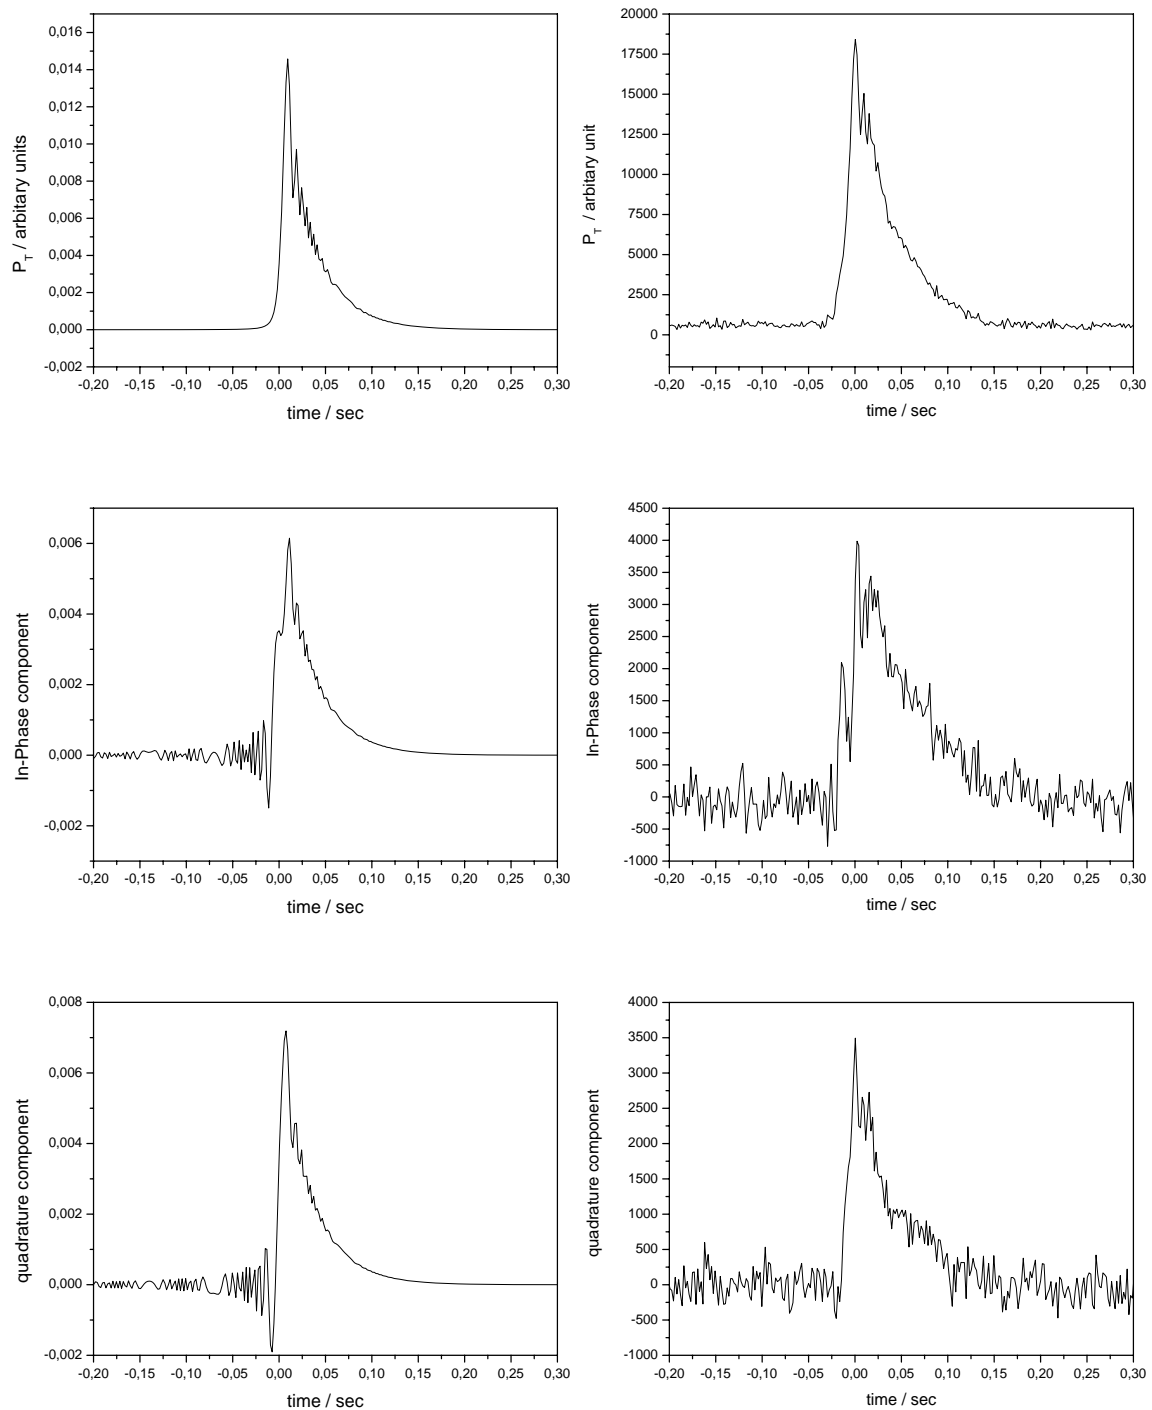 0,016
0,014
0,012
0,010
0,008
0,006
0,004
0,002
0,000
-0,002
P_T / arbitary units
-0,20 -0,15 -0,10 -0,05 0,00 0,05 0,10 0,15 0,20 0,25 0,30
time / sec
20000
17500
15000
12500
10000
7500
5000
2500
0
P_T / arbitary unit
-0,20 -0,15 -0,10 -0,05 0,00 0,05 0,10 0,15 0,20 0,25 0,30
time / sec
0,006
0,004
0,002
0,000
-0,002
In-Phase component
-0,20 -0,15 -0,10 -0,05 0,00 0,05 0,10 0,15 0,20 0,25 0,30
time / sec
4500
4000
3500
3000
2500
2000
1500
1000
500
0
-500
-1000
In-Phase component
-0,20 -0,15 -0,10 -0,05 0,00 0,05 0,10 0,15 0,20 0,25 0,30
time / sec
0,008
0,006
0,004
0,002
0,000
-0,002
quadrature component
-0,20 -0,15 -0,10 -0,05 0,00 0,05 0,10 0,15 0,20 0,25 0,30
time / sec
4000
3500
3000
2500
2000
1500
1000
500
0
-500
-1000
quadrature component
-0,20 -0,15 -0,10 -0,05 0,00 0,05 0,10 0,15 0,20 0,25 0,30
time / sec